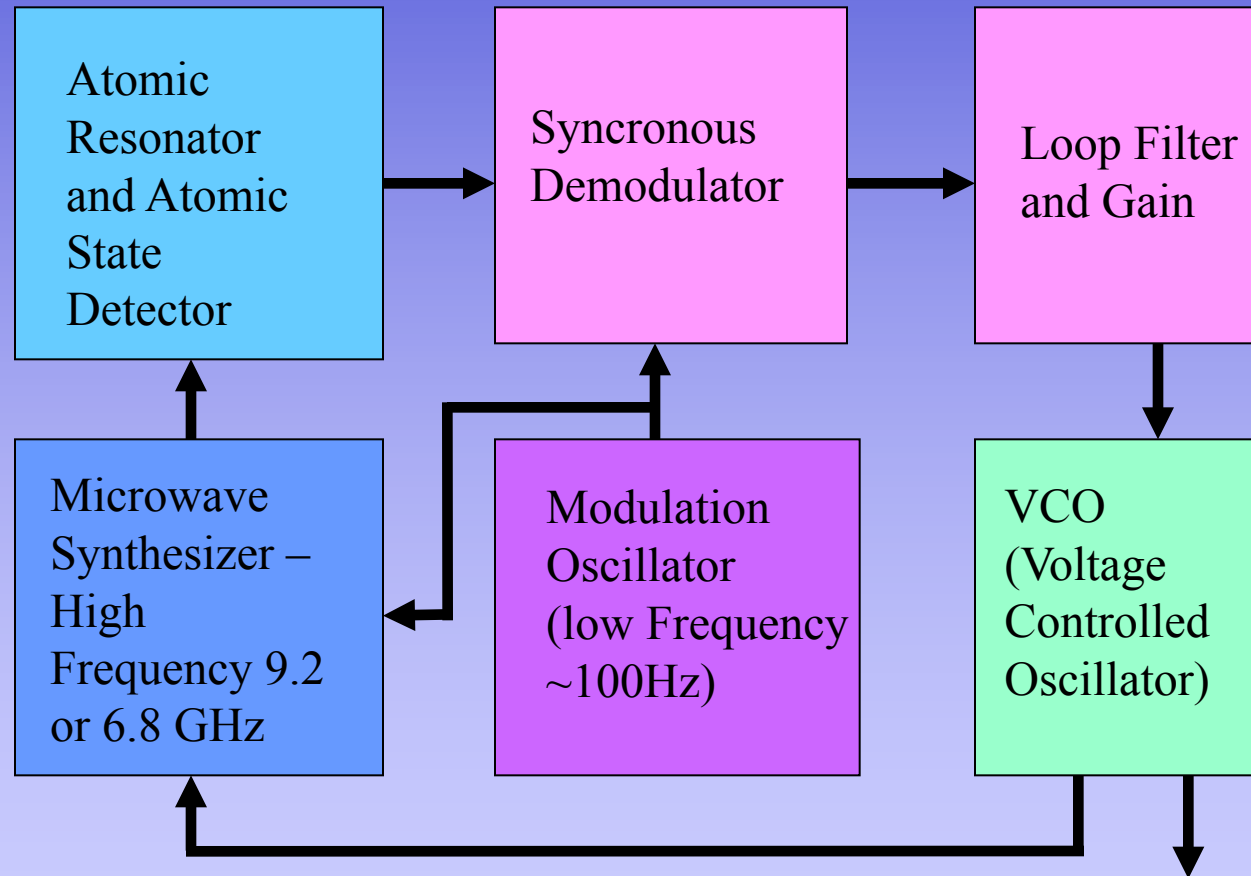 Atomic
Resonator
and Atomic
State
Detector
Syncronous
Demodulator
Loop Filter
and Gain
Microwave
Synthesizer –
High
Frequency 9.2
or 6.8 GHz
Modulation
Oscillator
(low Frequency
~100Hz)
VCO
(Voltage
Controlled
Oscillator)